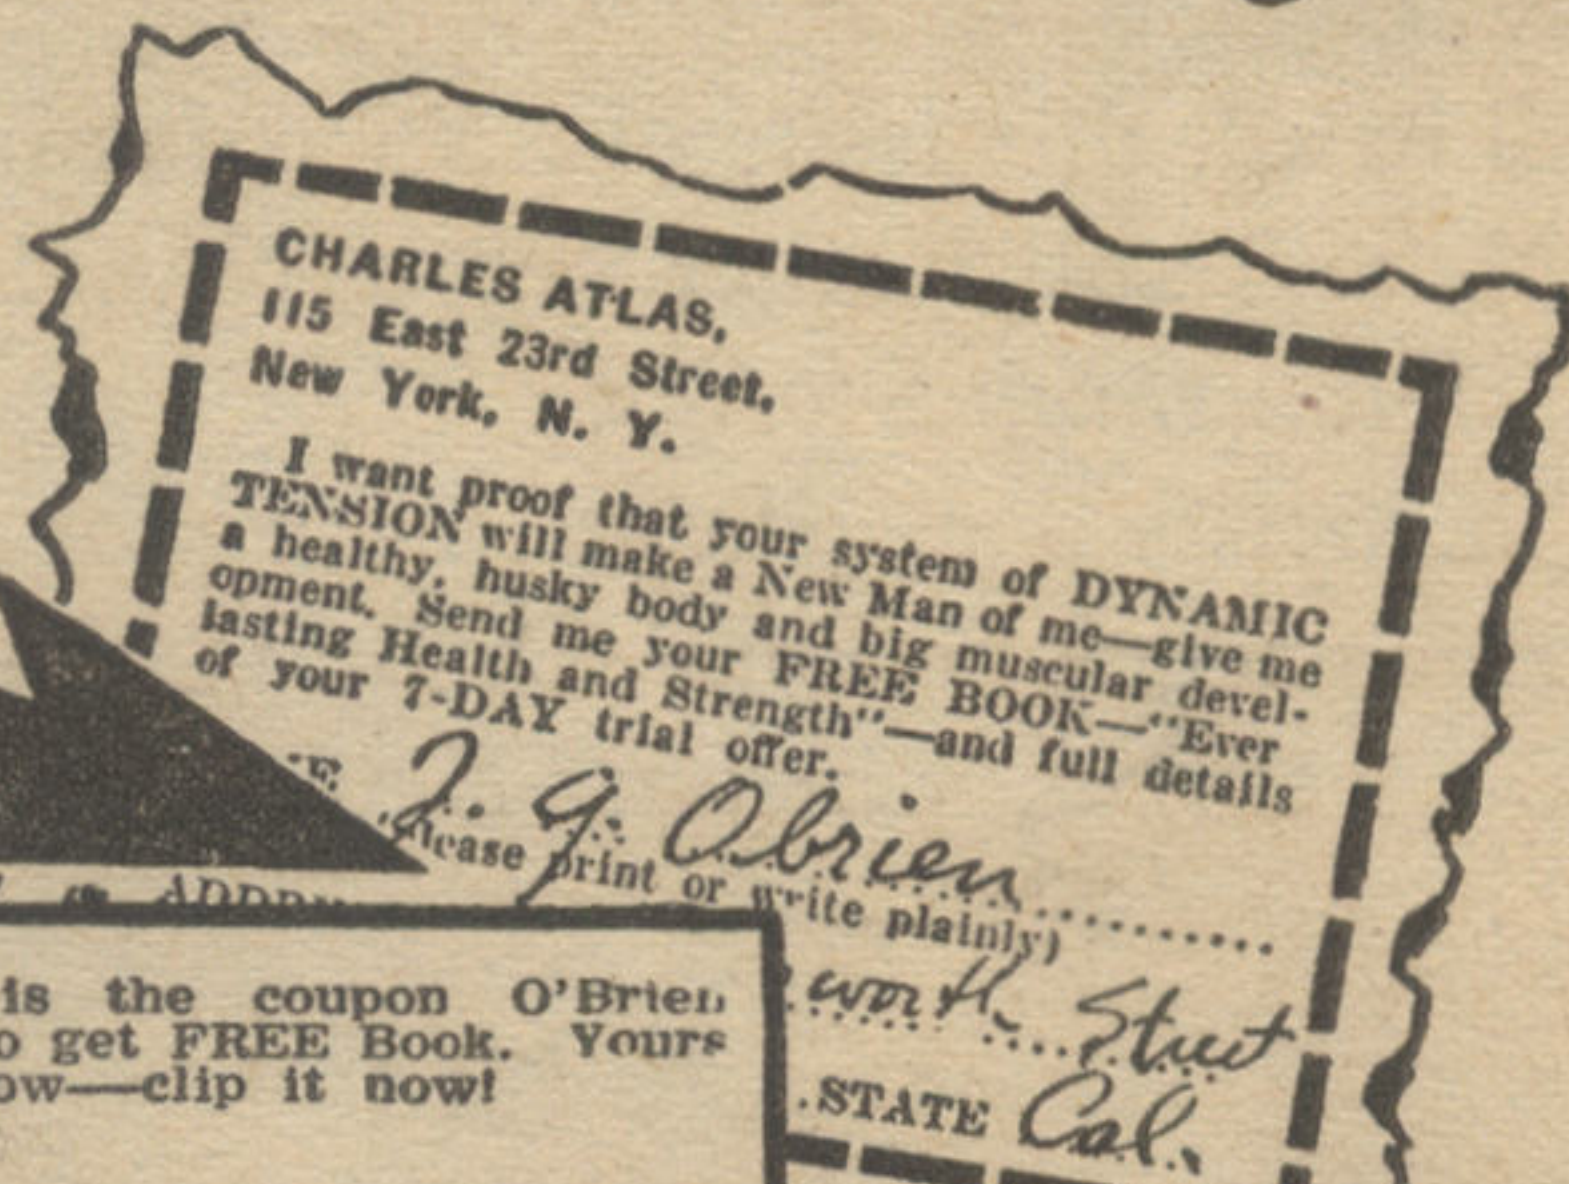 CHARLES ATLAS,
115 East 23rd Street,
New York, N. Y.
I want proof that your system of DYNAMIC
TENSION will make a New Man of me—give me
a healthy, husky body and big muscular devel-
opment. Send me your FREE BOOK—"Ever
lasting Health and Strength"—and full details
of your 7-DAY trial offer.
J. G. Obrien
Please print or write plainly)
worth Street
STATE Cal.
is the coupon O'Brien
get FREE Book. Yours
—clip it now!